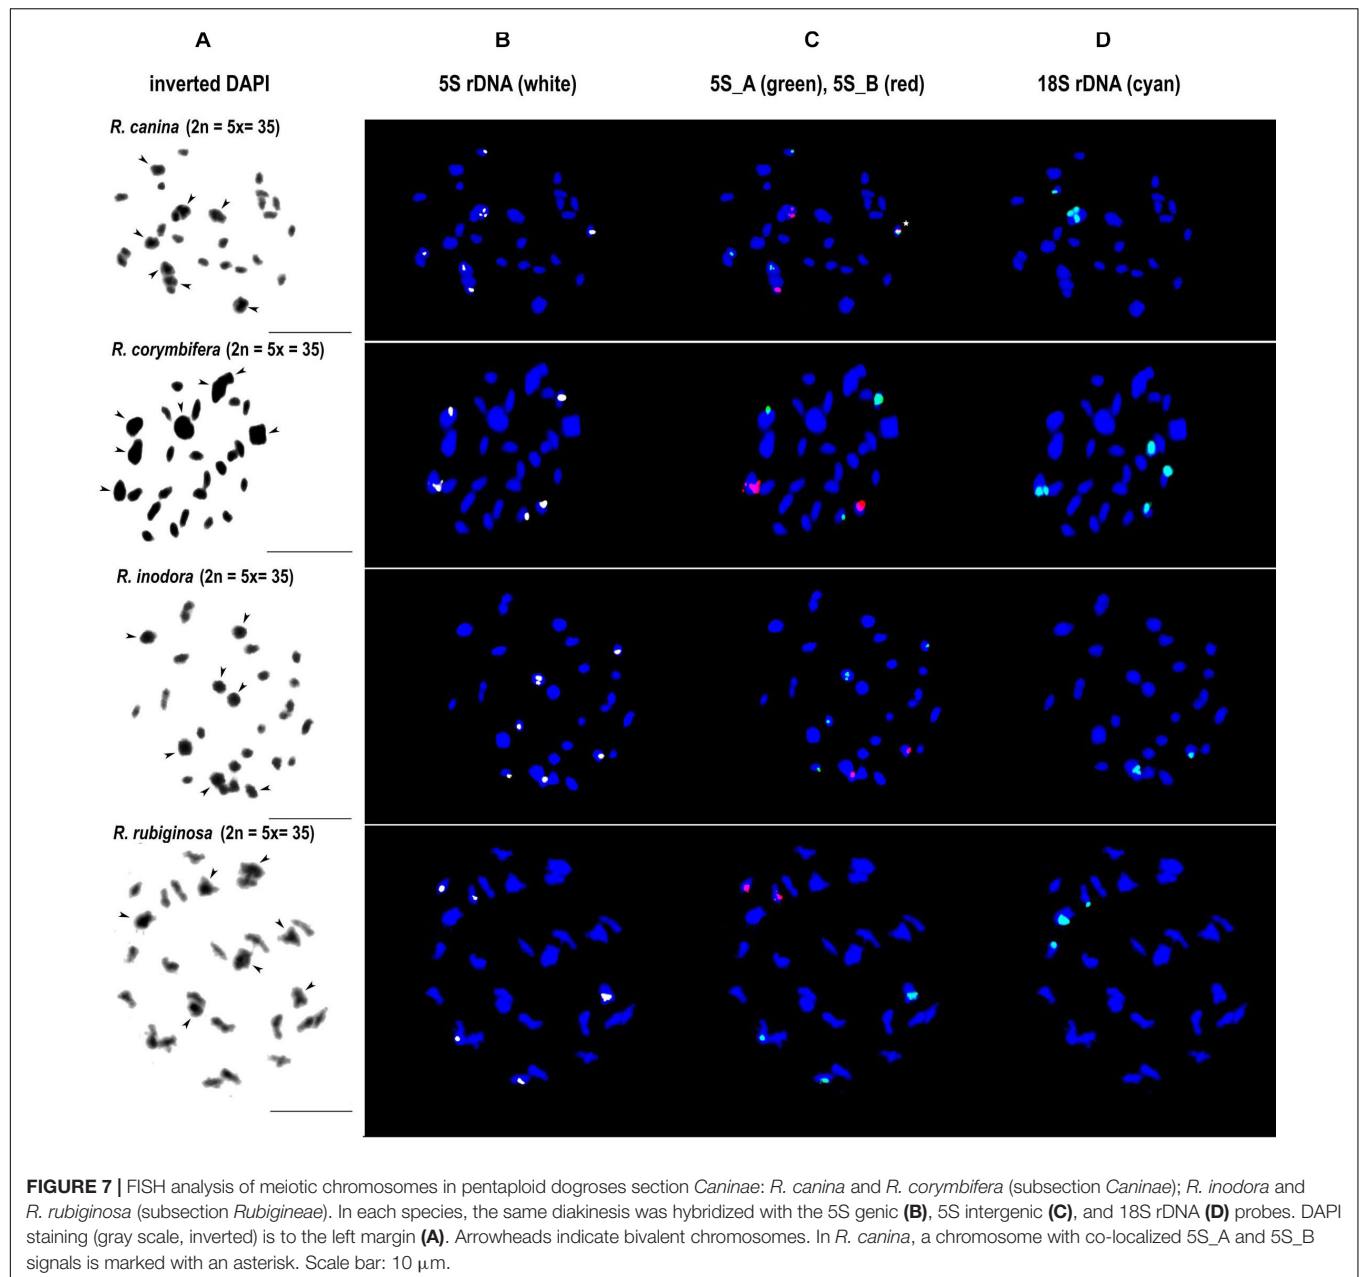 A
B
C
D
inverted DAPI
5S rDNA (white)
5S_A (green), 5S_B (red)
18S rDNA (cyan)
R. canina (2n = 5x= 35)
*
R. corymbifera (2n = 5x = 35)
R. inodora (2n = 5x= 35)
R. rubiginosa (2n = 5x= 35)
FIGURE 7 | FISH analysis of meiotic chromosomes in pentaploid dogroses section Caninae: R. canina and R. corymbifera (subsection Caninae); R. inodora and
R. rubiginosa (subsection Rubigineae). In each species, the same diakinesis was hybridized with the 5S genic (B), 5S intergenic (C), and 18S rDNA (D) probes. DAPI
staining (gray scale, inverted) is to the left margin (A). Arrowheads indicate bivalent chromosomes. In R. canina, a chromosome with co-localized 5S_A and 5S_B
signals is marked with an asterisk. Scale bar: 10 μm.